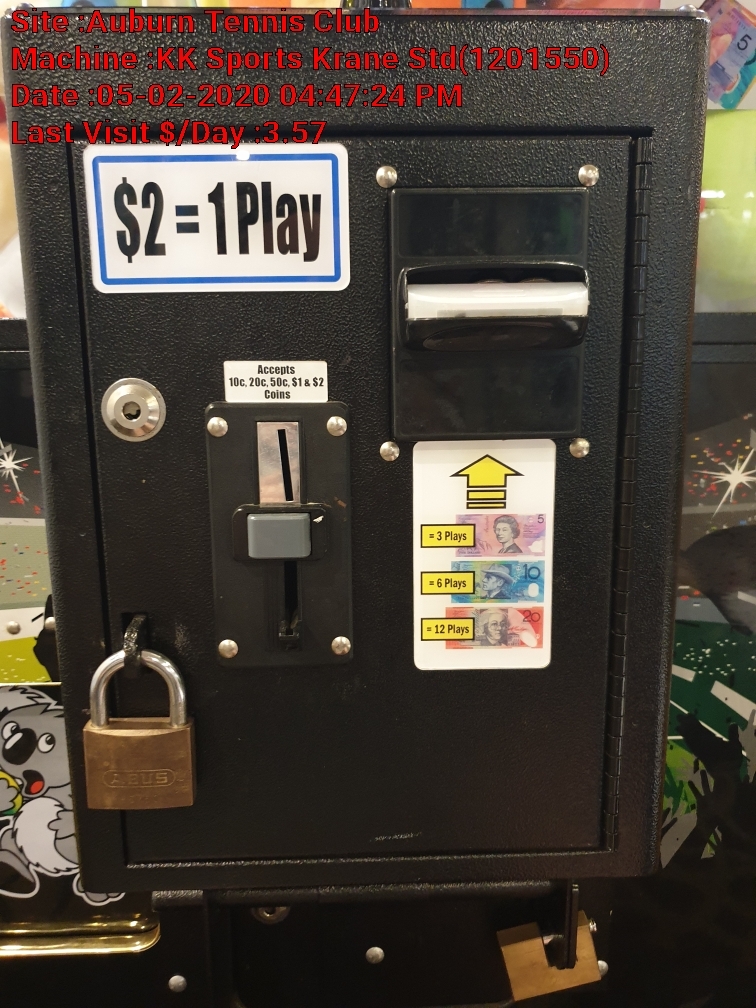 Site :Auburn Tennis Club
Machine :KK Sports Krane Std(1201550)
Date :05-02-2020 04:47:24 PM
Last Visit $/Day :3.57
$2 = 1 Play
Accepts
10c, 20c, 50c, $1 & $2
Coins
5
= 3 Plays
10
= 6 Plays
20
= 12 Plays
ABUS